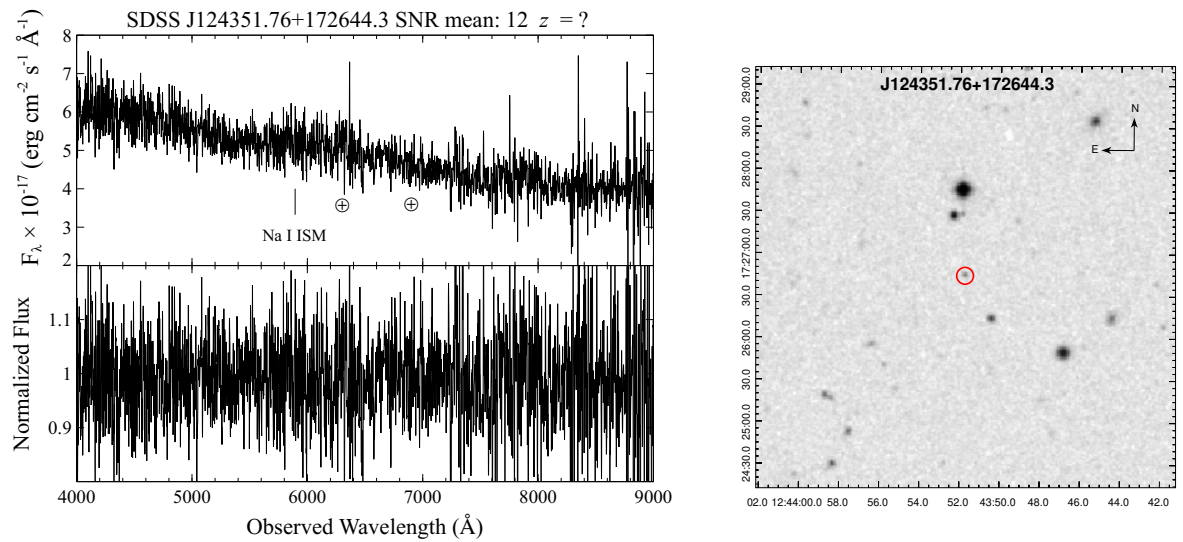 SDSS J124351.76+172644.3 SNR mean: 12 z = ?
F_λ × 10^-17 (erg cm^-2 s^-1 Å^-1)
8
7
6
5
4
3
2
Na I ISM
Normalized Flux
1.1
1
0.9
4000 5000 6000 7000 8000 9000
Observed Wavelength (Å)
J124351.76+172644.3
N
E
29:00.0
30.0
28:00.0
30.0
17:27:00.0
30.0
26:00.0
30.0
25:00.0
24:30.0
02.0 12:44:00.0 58.0 56.0 54.0 52.0 13:50.0 48.0 46.0 44.0 42.0